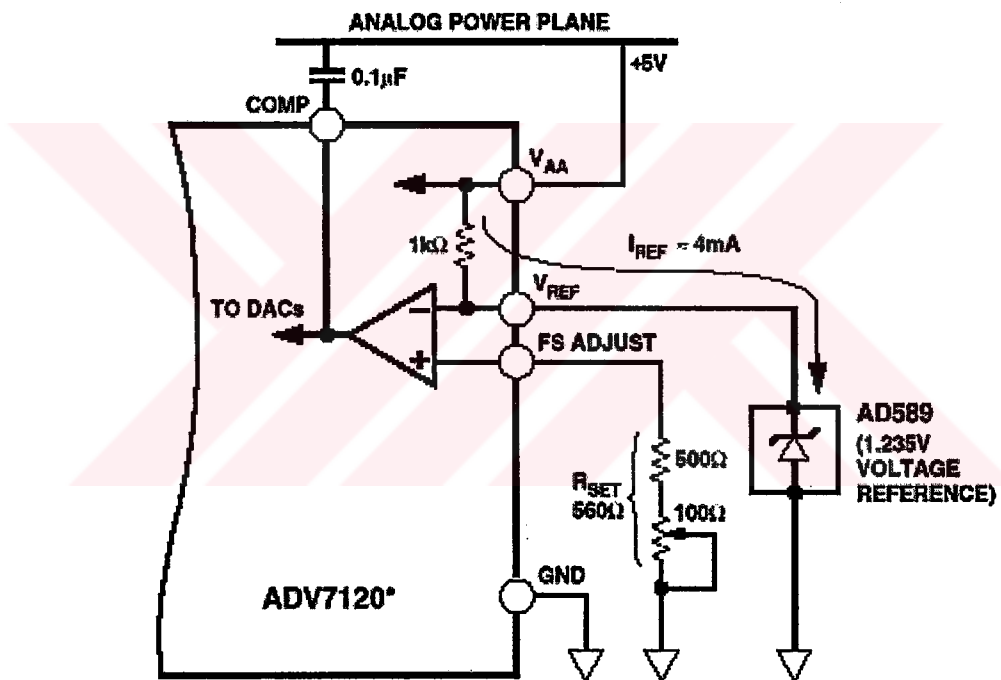 ANALOG POWER PLANE
+5V
0.1µF
COMP
VAA
1kΩ
IREF ≈ 4mA
VREF
TO DACs
FS ADJUST
AD589
(1.235V
VOLTAGE
REFERENCE)
500Ω
RSET
560Ω
100Ω
GND
ADV7120*